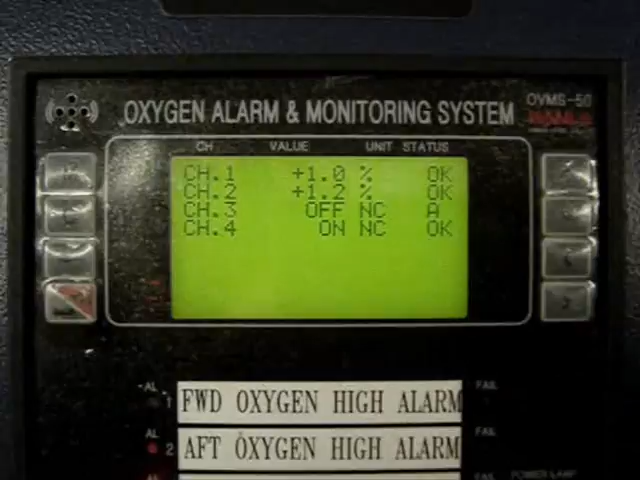 OXYGEN ALARM & MONITORING SYSTEM
OVMS-50
CH VALUE UNIT STATUS
CH.1 +1.0 % OK
CH.2 +1.2 % OK
CH.3 OFF NC A
CH.4 ON NC OK
AL FAIL
1 FWD OXYGEN HIGH ALARM
AL FAIL
2 AFT OXYGEN HIGH ALARM
AL FAIL POWER LAMP